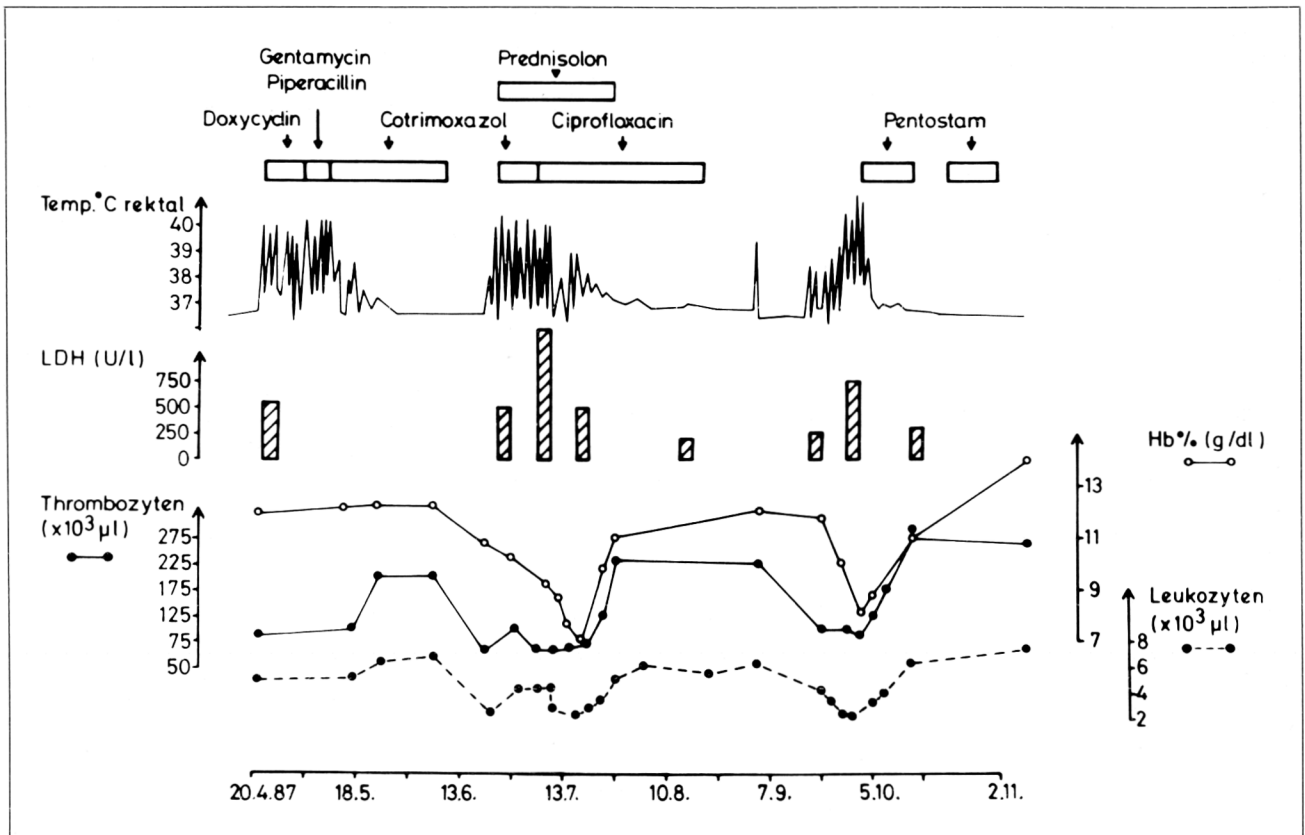 Gentamycin
Piperacillin
Prednisolon
Doxycydin
Cotrimoxazol
Ciprofloxacin
Pentostam
Temp.°C rektal
40
39
38
37
LDH (U/l)
750
500
250
0
Hb% (g/dl)
13
11
9
7
Thrombozyten
(x10³ µl)
275
225
175
125
75
50
Leukozyten
(x10³ µl)
8
6
4
2
20.4.87 18.5. 13.6. 13.7. 10.8. 7.9. 5.10. 2.11.